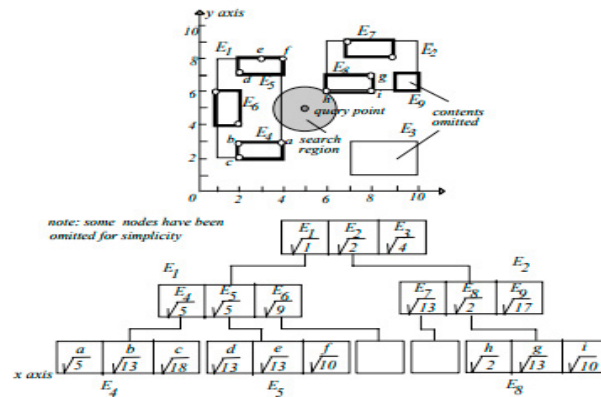 y axis
10
E1 e f E7 E2
8
d E5 E8 g
6 h i
E6 query point E9 contents
omitted
4 b E4 a search
region E3
2 c
0 2 4 6 8 10
note: some nodes have been
omitted for simplicity
E1 E2 E3
√1 √2 √4
E1 E2
E4 E5 E6 E7 E8 E9
√5 √5 √9 √13 √2 √17
a b c d e f h g i
√5 √13 √18 √13 √13 √10 √2 √13 √10
x axis E4 E5 E8